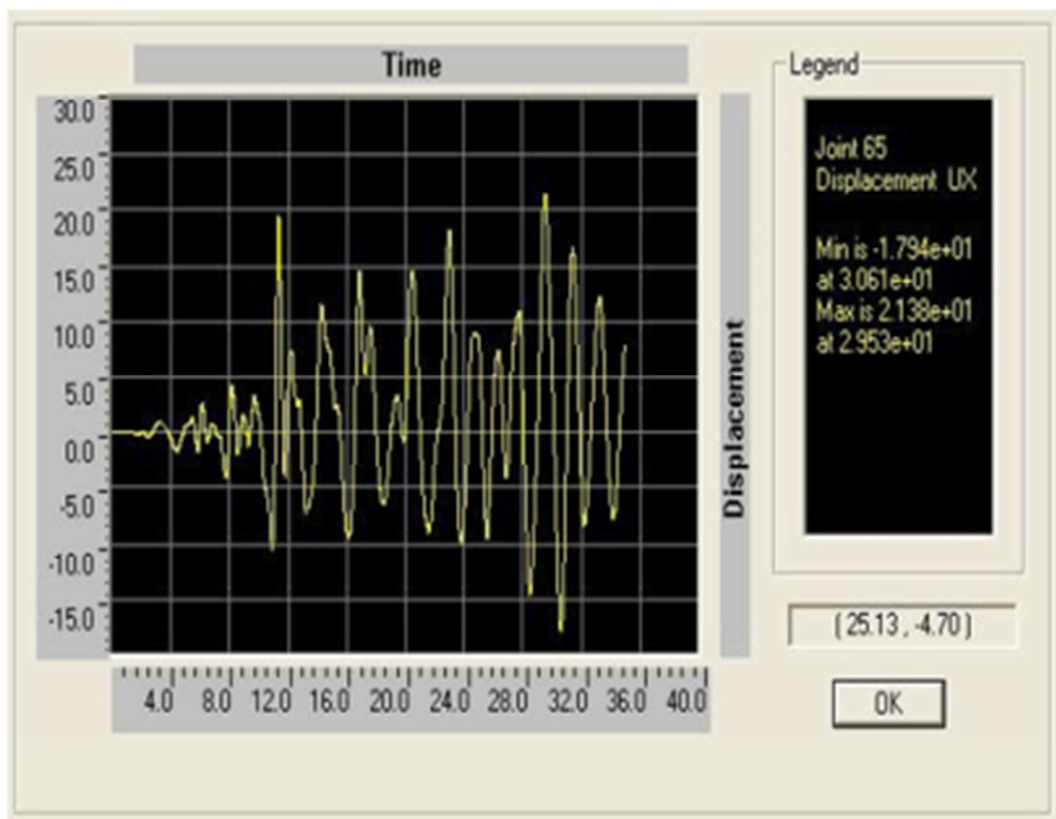 Time
Legend
30.0
25.0
20.0
15.0
10.0
5.0
0.0
-5.0
-10.0
-15.0
Joint 65
Displacement UX
Min is -1.794e+01
at 3.061e+01
Max is 2.138e+01
at 2.953e+01
Displacement
4.0 8.0 12.0 16.0 20.0 24.0 28.0 32.0 36.0 40.0
( 25.13 , -4.70 )
OK